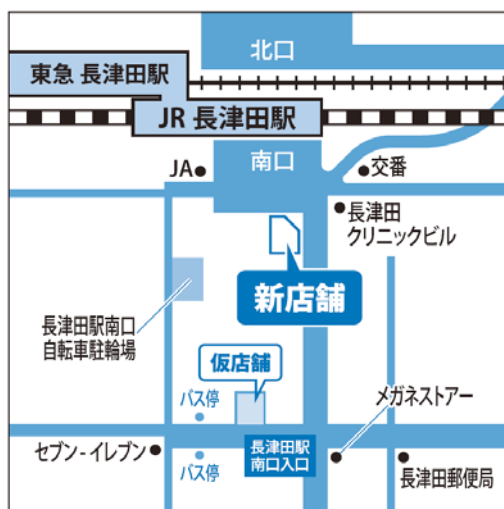 北口
東急 長津田駅
JR 長津田駅
南口
JA
交番
長津田
クリニックビル
新店舗
長津田駅南口
自転車駐輪場
仮店舗
バス停
メガネストアー
セブン-イレブン
バス停
長津田駅
南口入口
長津田郵便局